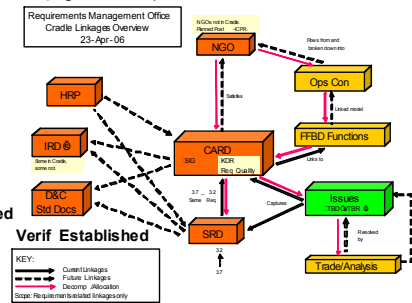 Requirements Management Office
Cradle Linkages Overview
23-Apr-06
NGOs not in Cradle.
Planned Post -ICPR.
NGO
Flows from and
broken down into
Ops Con
HRP
Satisfies
Linked model
IRD
Some in Cradle,
some not.
CARD
SIG
KDR
Req Quality
FFBD Functions
Links to
D&C
Std Docs
3.7 _ 3.2
Same Req
Captures
Issues
TBD
ed
Verif Established
SRD
Resolved
by
3.2
3.7
Trade/Analysis
KEY:
Current Linkages
Future Linkages
Decomp /Allocation
Scope: Requirements related linkages only